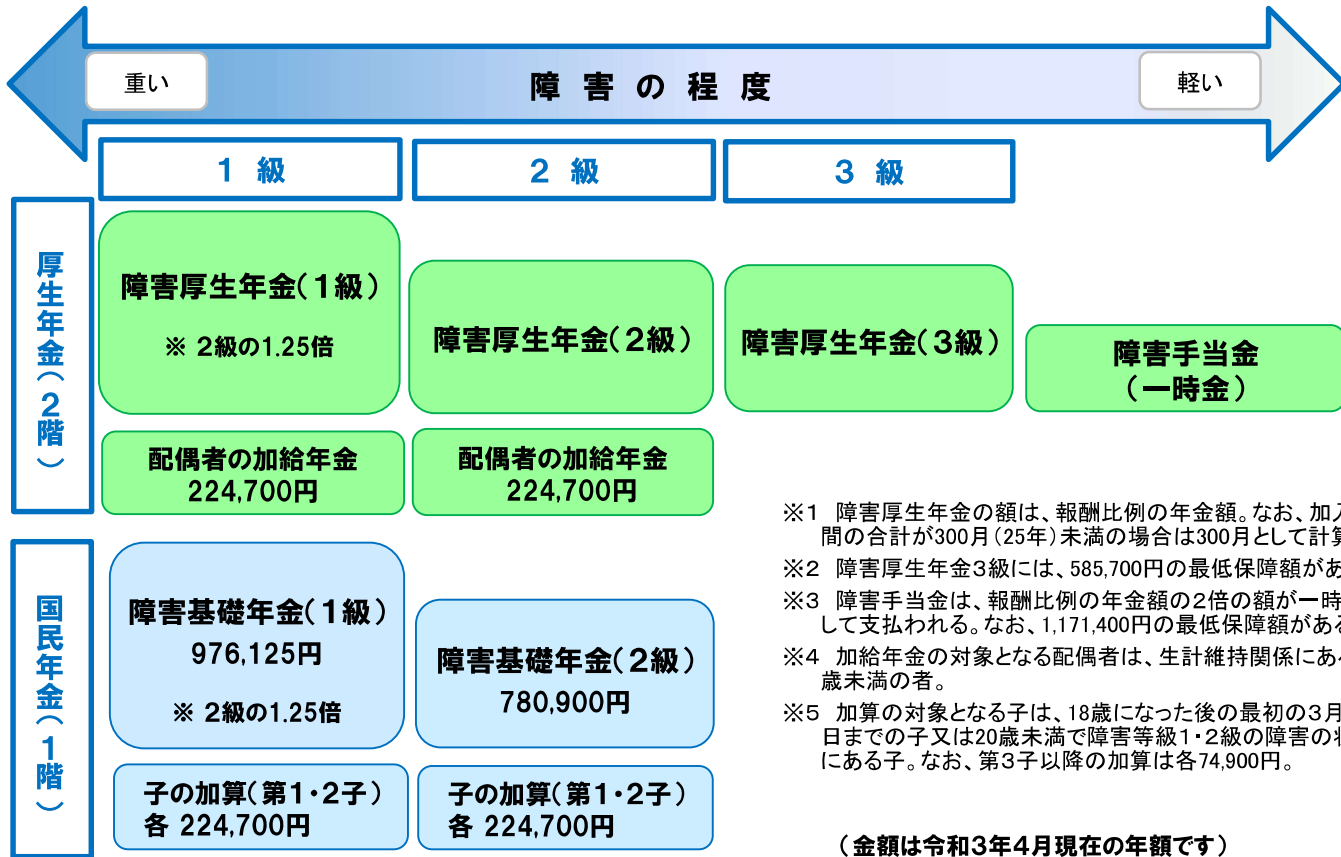 重い
障害の程度
軽い
1級
2級
3級
厚生年金(2階)
障害厚生年金(1級)
※ 2級の1.25倍
障害厚生年金(2級)
障害厚生年金(3級)
障害手当金
(一時金)
配偶者の加給年金
224,700円
配偶者の加給年金
224,700円
国民年金(1階)
障害基礎年金(1級)
976,125円
※ 2級の1.25倍
障害基礎年金(2級)
780,900円
子の加算(第1・2子)
各 224,700円
子の加算(第1・2子)
各 224,700円
※1 障害厚生年金の額は、報酬比例の年金額。なお、加入
間の合計が300月(25年)未満の場合は300月として計算
※2 障害厚生年金3級には、585,700円の最低保障額があ
※3 障害手当金は、報酬比例の年金額の2倍の額が一時
して支払われる。なお、1,171,400円の最低保障額がある
※4 加給年金の対象となる配偶者は、生計維持関係にあ
歳未満の者。
※5 加算の対象となる子は、18歳になった後の最初の3月
日までの子又は20歳未満で障害等級1・2級の障害の
にある子。なお、第3子以降の加算は各74,900円。
(金額は令和3年4月現在の年額です)